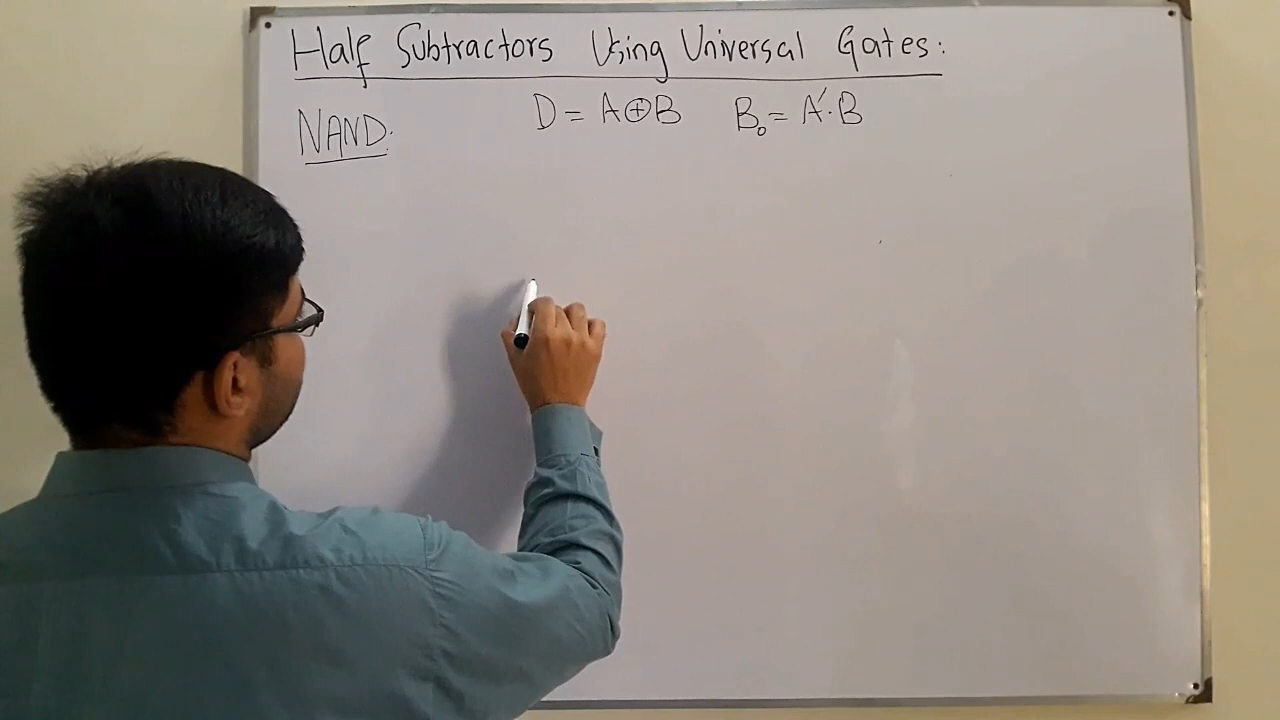 Half Subtractors Using Universal Gates:
NAND:
D = A⊕B B₀ = A′·B